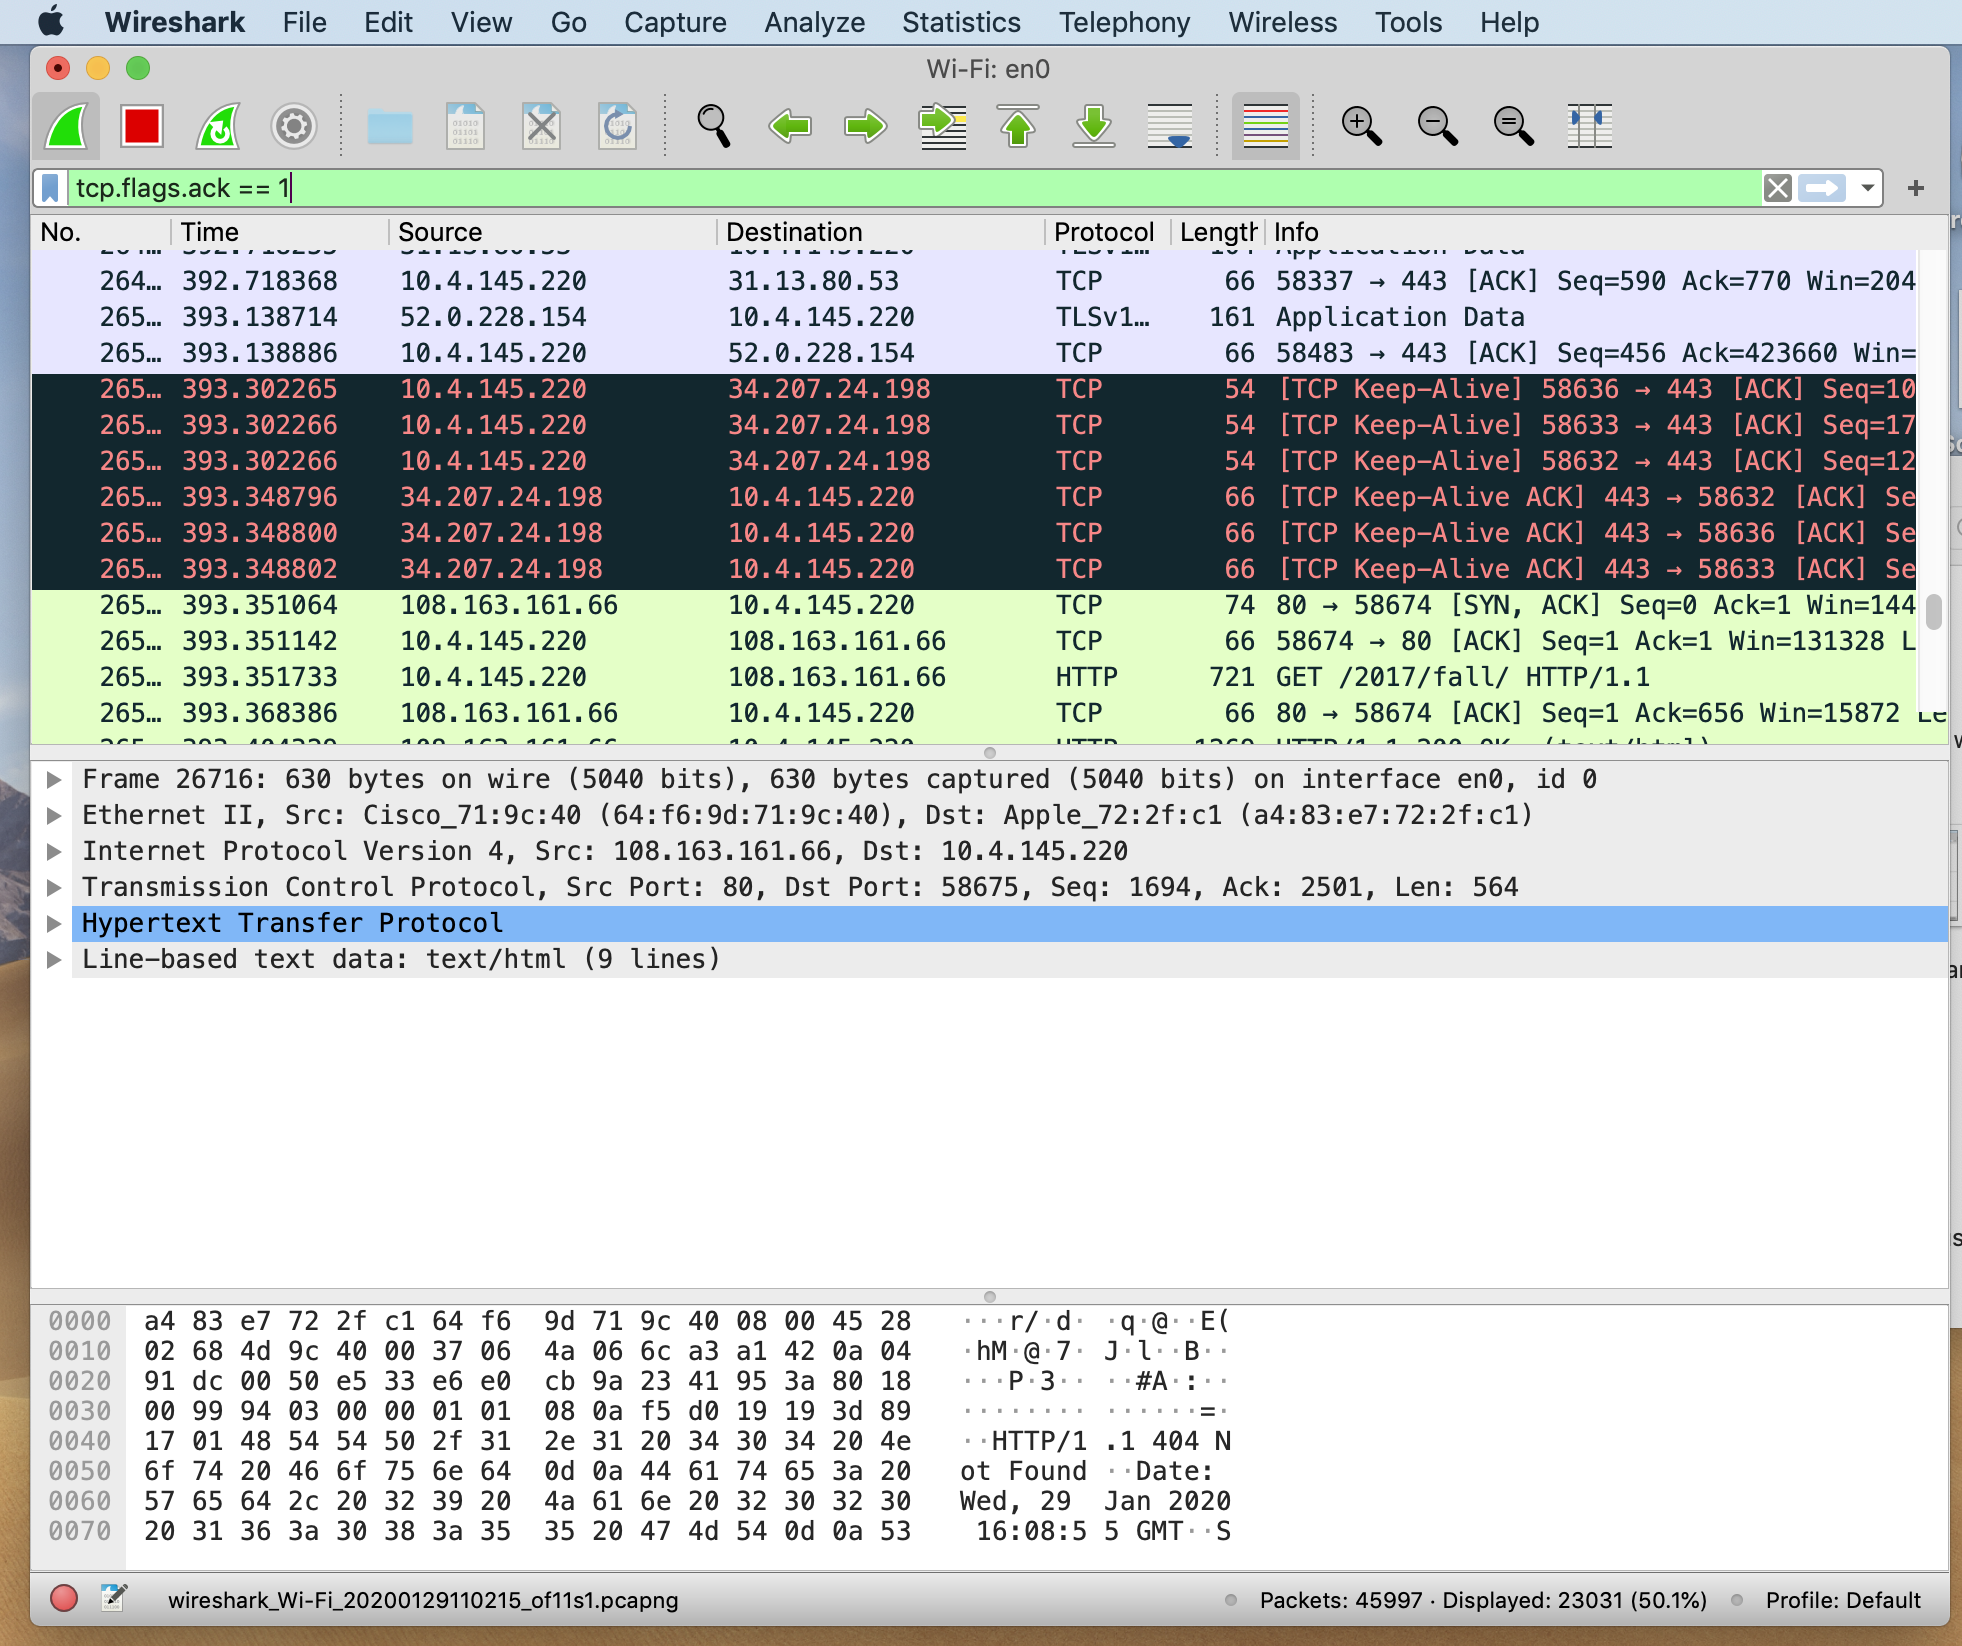 Wireshark File Edit View Go Capture Analyze Statistics Telephony Wireless Tools Help
Wi-Fi: en0
tcp.flags.ack == 1
No. Time Source Destination Protocol Length Info
264… 392.718368 10.4.145.220 31.13.80.53 TCP 66 58337 → 443 [ACK] Seq=590 Ack=770 Win=204
265… 393.138714 52.0.228.154 10.4.145.220 TLSv1… 161 Application Data
265… 393.138886 10.4.145.220 52.0.228.154 TCP 66 58483 → 443 [ACK] Seq=456 Ack=423660 Win=
265… 393.302265 10.4.145.220 34.207.24.198 TCP 54 [TCP Keep-Alive] 58636 → 443 [ACK] Seq=10
265… 393.302266 10.4.145.220 34.207.24.198 TCP 54 [TCP Keep-Alive] 58633 → 443 [ACK] Seq=17
265… 393.302266 10.4.145.220 34.207.24.198 TCP 54 [TCP Keep-Alive] 58632 → 443 [ACK] Seq=12
265… 393.348796 34.207.24.198 10.4.145.220 TCP 66 [TCP Keep-Alive ACK] 443 → 58632 [ACK] Se
265… 393.348800 34.207.24.198 10.4.145.220 TCP 66 [TCP Keep-Alive ACK] 443 → 58636 [ACK] Se
265… 393.348802 34.207.24.198 10.4.145.220 TCP 66 [TCP Keep-Alive ACK] 443 → 58633 [ACK] Se
265… 393.351064 108.163.161.66 10.4.145.220 TCP 74 80 → 58674 [SYN, ACK] Seq=0 Ack=1 Win=144
265… 393.351142 10.4.145.220 108.163.161.66 TCP 66 58674 → 80 [ACK] Seq=1 Ack=1 Win=131328 L
265… 393.351733 10.4.145.220 108.163.161.66 HTTP 721 GET /2017/fall/ HTTP/1.1
265… 393.368386 108.163.161.66 10.4.145.220 TCP 66 80 → 58674 [ACK] Seq=1 Ack=656 Win=15872 Le
Frame 26716: 630 bytes on wire (5040 bits), 630 bytes captured (5040 bits) on interface en0, id 0
Ethernet II, Src: Cisco_71:9c:40 (64:f6:9d:71:9c:40), Dst: Apple_72:2f:c1 (a4:83:e7:72:2f:c1)
Internet Protocol Version 4, Src: 108.163.161.66, Dst: 10.4.145.220
Transmission Control Protocol, Src Port: 80, Dst Port: 58675, Seq: 1694, Ack: 2501, Len: 564
Hypertext Transfer Protocol
Line-based text data: text/html (9 lines)
0000 a4 83 e7 72 2f c1 64 f6 9d 71 9c 40 08 00 45 28 ···r/·d· ·q·@··E(
0010 02 68 4d 9c 40 00 37 06 4a 06 6c a3 a1 42 0a 04 ·hM·@·7· J·l··B··
0020 91 dc 00 50 e5 33 e6 e0 cb 9a 23 41 95 3a 80 18 ···P·3·· ··#A·:··
0030 00 99 94 03 00 00 01 01 08 0a f5 d0 19 19 3d 89 ········ ······=·
0040 17 01 48 54 54 50 2f 31 2e 31 20 34 30 34 20 4e ··HTTP/1 .1 404 N
0050 6f 74 20 46 6f 75 6e 64 0d 0a 44 61 74 65 3a 20 ot Found ··Date:
0060 57 65 64 2c 20 32 39 20 4a 61 6e 20 32 30 32 30 Wed, 29 Jan 2020
0070 20 31 36 3a 30 38 3a 35 35 20 47 4d 54 0d 0a 53 16:08:5 5 GMT··S
wireshark_Wi-Fi_20200129110215_of11s1.pcapng Packets: 45997 · Displayed: 23031 (50.1%) Profile: Default